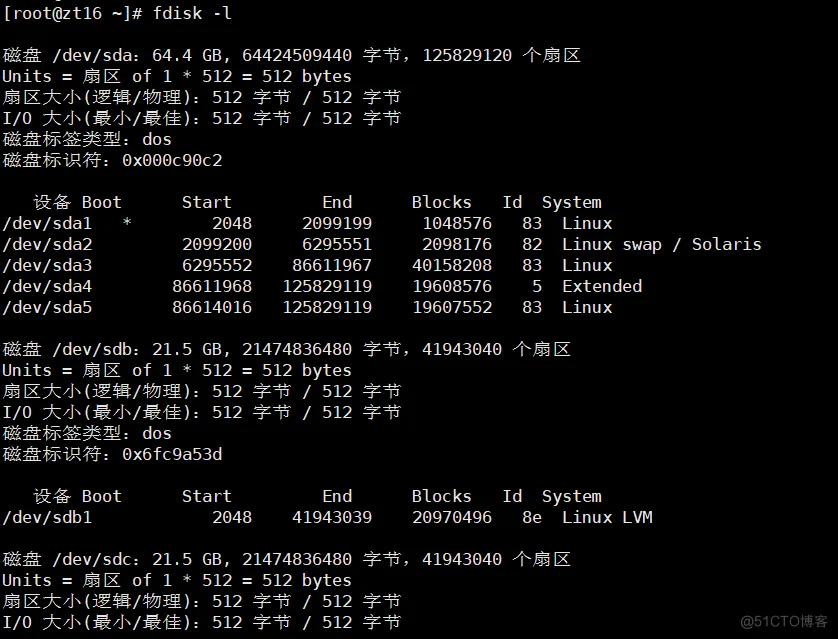 [root@zt16 ~]# fdisk -l
磁盘 /dev/sda：64.4 GB, 64424509440 字节，125829120 个扇区
Units = 扇区 of 1 * 512 = 512 bytes
扇区大小(逻辑/物理)：512 字节 / 512 字节
I/O 大小(最小/最佳)：512 字节 / 512 字节
磁盘标签类型：dos
磁盘标识符：0x000c90c2
设备 Boot Start End Blocks Id System
/dev/sda1 * 2048 2099199 1048576 83 Linux
/dev/sda2 2099200 6295551 2098176 82 Linux swap / Solaris
/dev/sda3 6295552 86611967 40158208 83 Linux
/dev/sda4 86611968 125829119 19608576 5 Extended
/dev/sda5 86614016 125829119 19607552 83 Linux
磁盘 /dev/sdb：21.5 GB, 21474836480 字节，41943040 个扇区
Units = 扇区 of 1 * 512 = 512 bytes
扇区大小(逻辑/物理)：512 字节 / 512 字节
I/O 大小(最小/最佳)：512 字节 / 512 字节
磁盘标签类型：dos
磁盘标识符：0x6fc9a53d
设备 Boot Start End Blocks Id System
/dev/sdb1 2048 41943039 20970496 8e Linux LVM
磁盘 /dev/sdc：21.5 GB, 21474836480 字节，41943040 个扇区
Units = 扇区 of 1 * 512 = 512 bytes
扇区大小(逻辑/物理)：512 字节 / 512 字节
I/O 大小(最小/最佳)：512 字节 / 512 字节
@51CTO博客